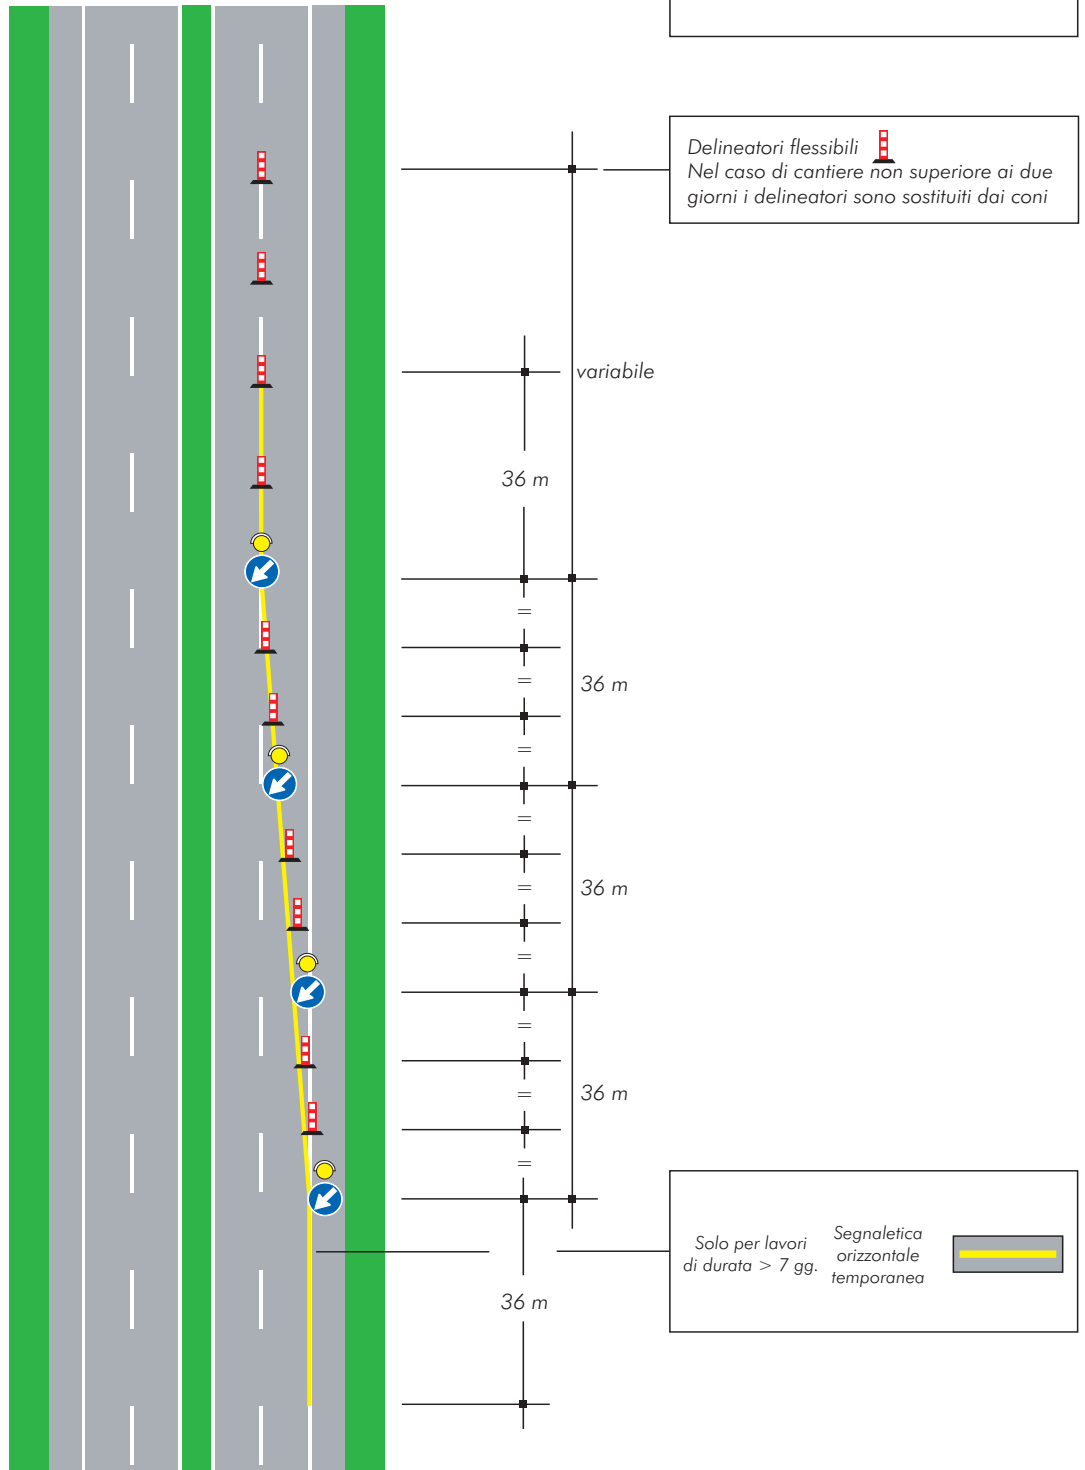 Delineatori flessibili
Nel caso di cantiere non superiore ai due
giorni i delineatori sono sostituiti dai coni
variabile
36 m
=
=
36 m
=
=
=
36 m
=
=
=
36 m
=
Solo per lavori
di durata > 7 gg.
Segnaletica
orizzontale
temporanea
36 m